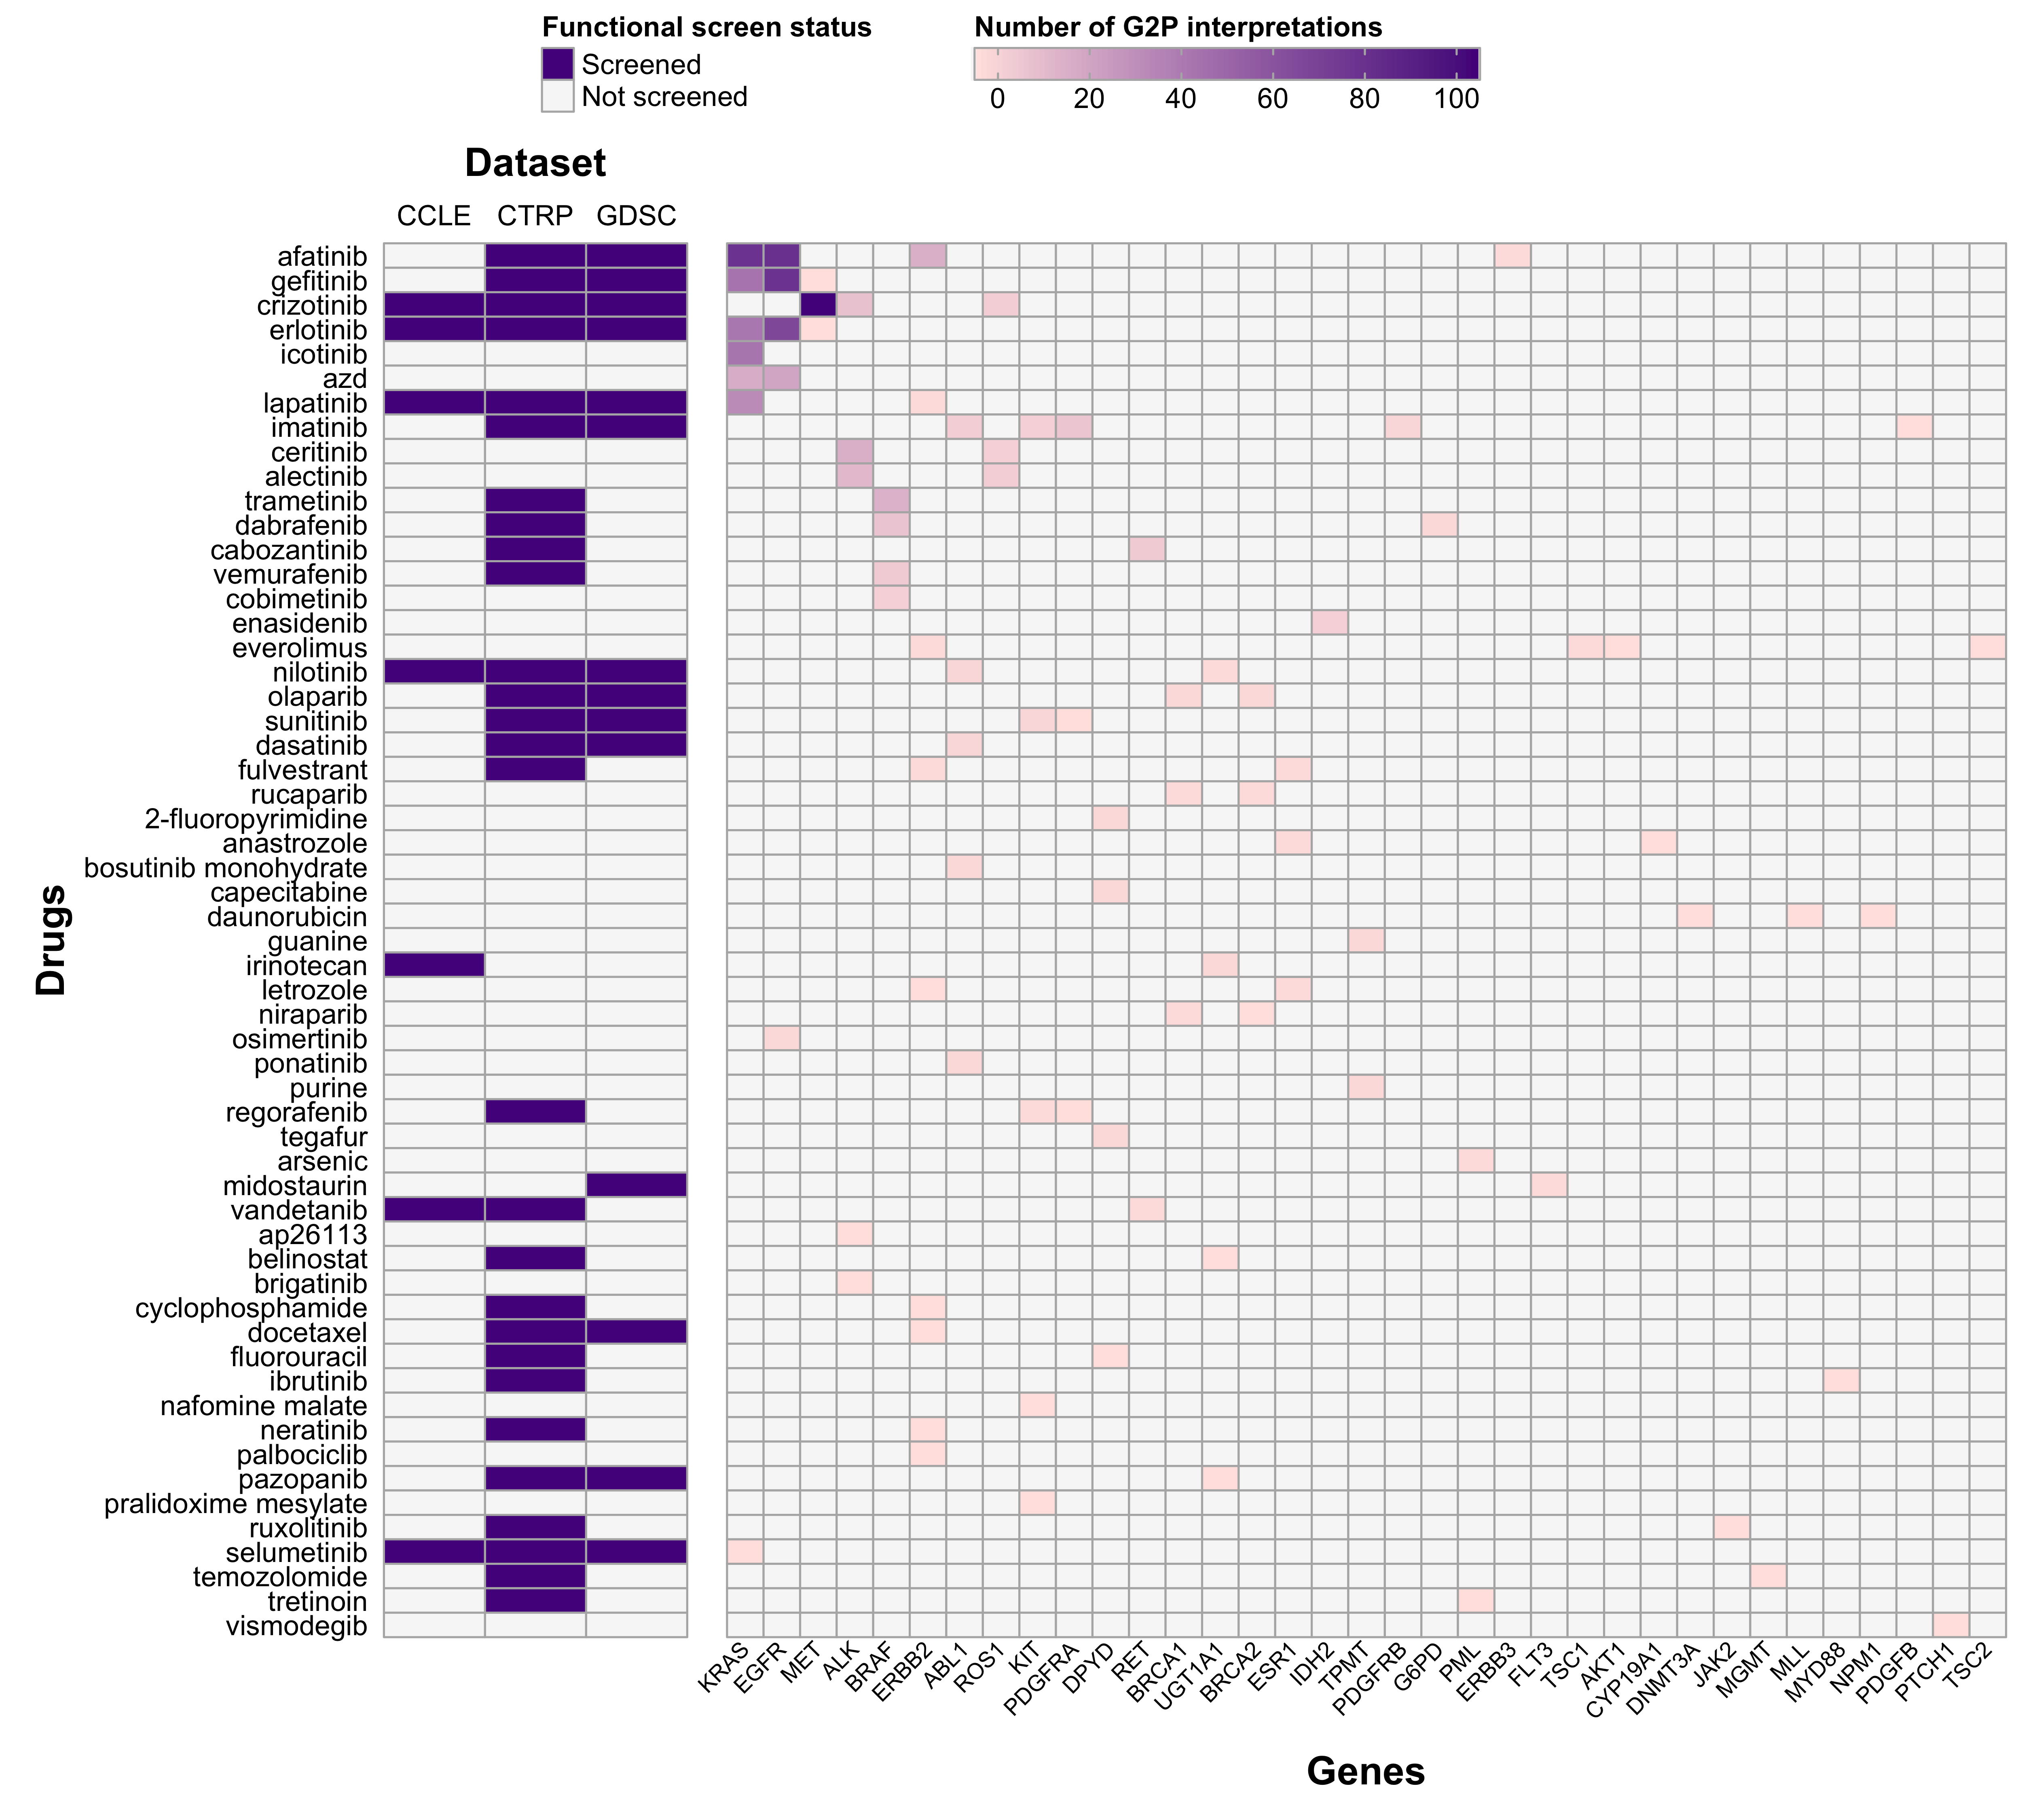 Functional screen status
Screened
Not screened
Number of G2P interpretations
0 20 40 60 80 100
Dataset
CCLE CTRP GDSC
Drugs
afatinib
gefitinib
crizotinib
erlotinib
icotinib
azd
lapatinib
imatinib
ceritinib
alectinib
trametinib
dabrafenib
cabozantinib
vemurafenib
cobimetinib
enasidenib
everolimus
nilotinib
olaparib
sunitinib
dasatinib
fulvestrant
rucaparib
2-fluoropyrimidine
anastrozole
bosutinib monohydrate
capecitabine
daunorubicin
guanine
irinotecan
letrozole
niraparib
osimertinib
ponatinib
purine
regorafenib
tegafur
arsenic
midostaurin
vandetanib
ap26113
belinostat
brigatinib
cyclophosphamide
docetaxel
fluorouracil
ibrutinib
nafomine malate
neratinib
palbociclib
pazopanib
pralidoxime mesylate
ruxolitinib
selumetinib
temozolomide
tretinoin
vismodegib
KRAS EGFR MET ALK BRAF ERBB2 ABL1 ROS1 KIT PDGFRA DPYD RET BRCA1 UGT1A1 BRCA2 ESR1 IDH2 TPMT PDGFRB G6PD PML ERBB3 FLT3 TSC1 AKT1 CYP19A1 DNMT3A JAK2 MGMT MLL MYD88 NPM1 PDGFB PTCH1 TSC2
Genes